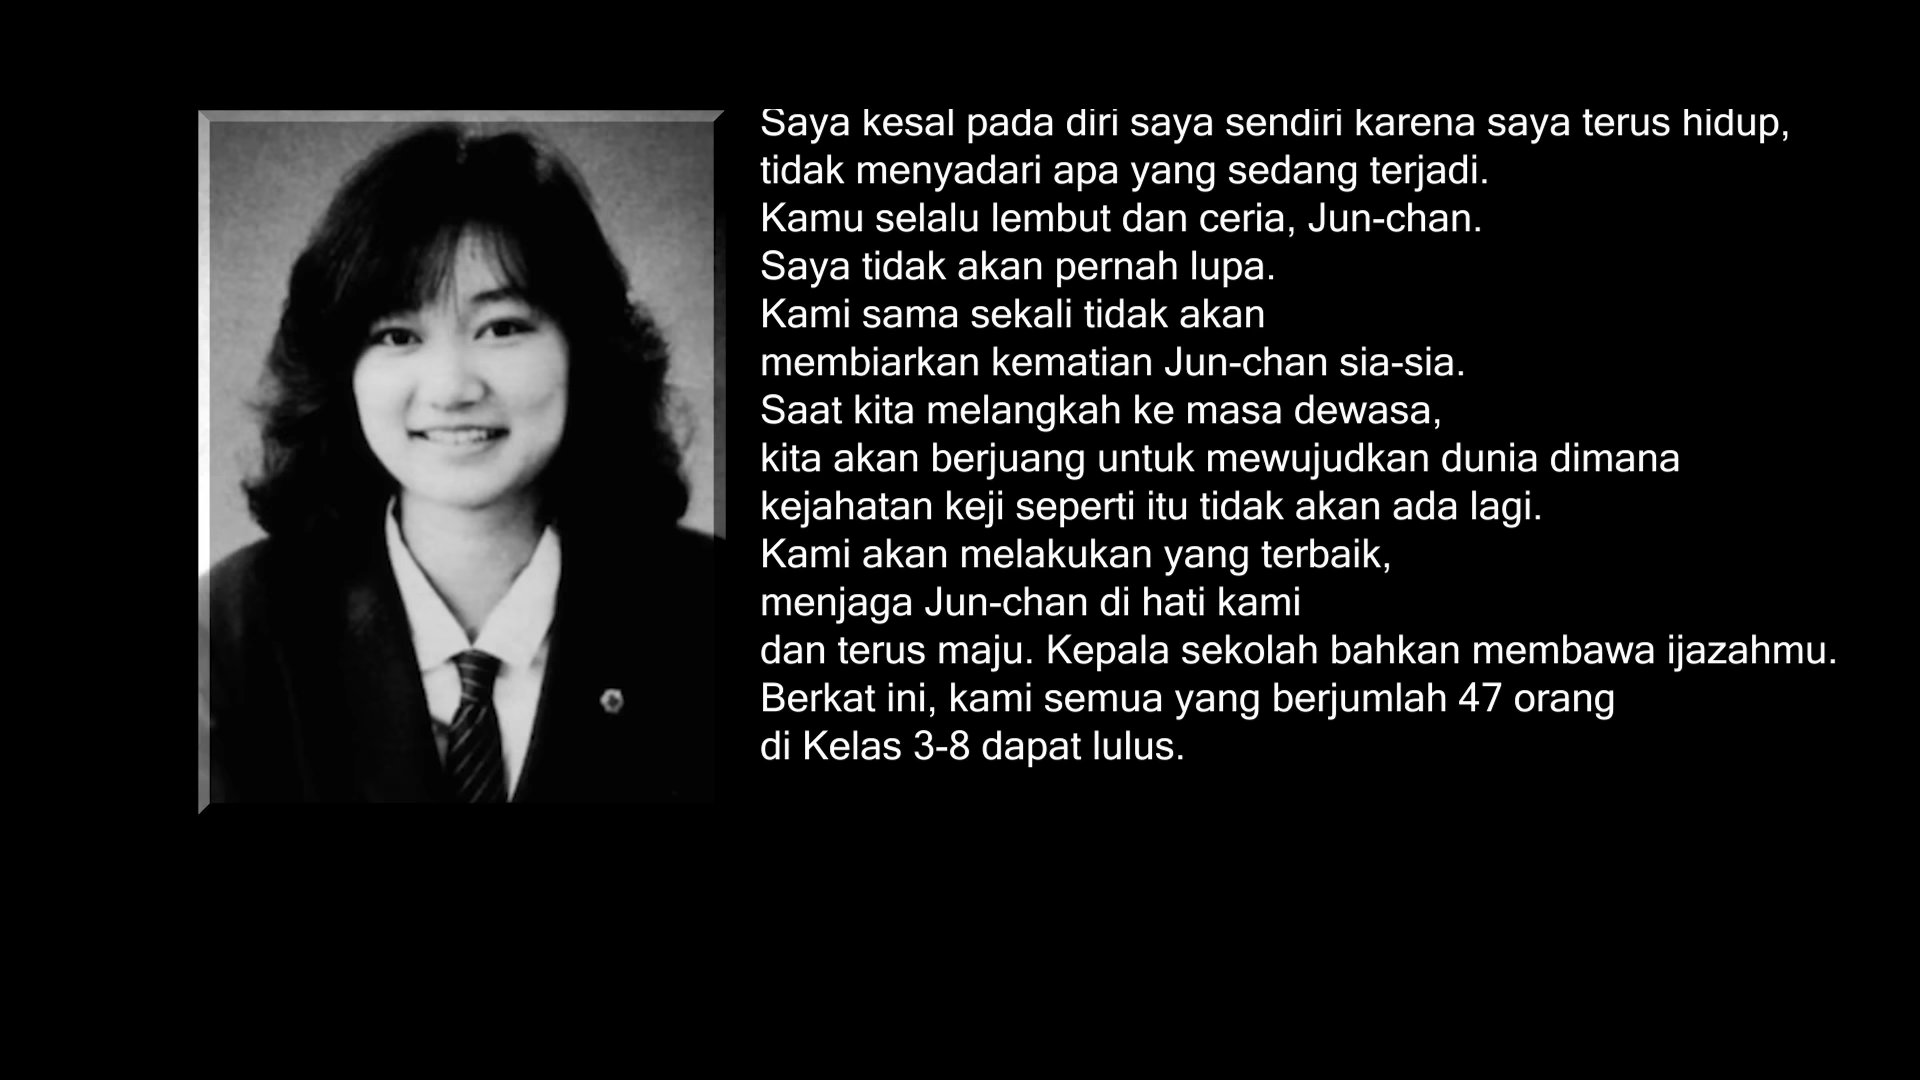 Saya kesal pada diri saya sendiri karena saya terus hidup,
tidak menyadari apa yang sedang terjadi.
Kamu selalu lembut dan ceria, Jun-chan.
Saya tidak akan pernah lupa.
Kami sama sekali tidak akan
membiarkan kematian Jun-chan sia-sia.
Saat kita melangkah ke masa dewasa,
kita akan berjuang untuk mewujudkan dunia dimana
kejahatan keji seperti itu tidak akan ada lagi.
Kami akan melakukan yang terbaik,
menjaga Jun-chan di hati kami
dan terus maju. Kepala sekolah bahkan membawa ijazahmu.
Berkat ini, kami semua yang berjumlah 47 orang
di Kelas 3-8 dapat lulus.